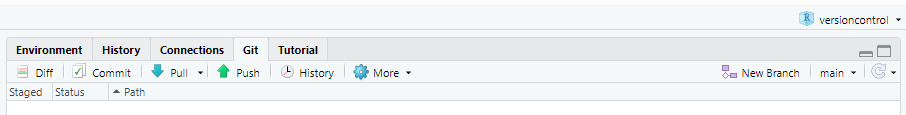 versioncontrol
Environment History Connections Git Tutorial
Diff Commit Pull Push History More New Branch main
Staged Status Path